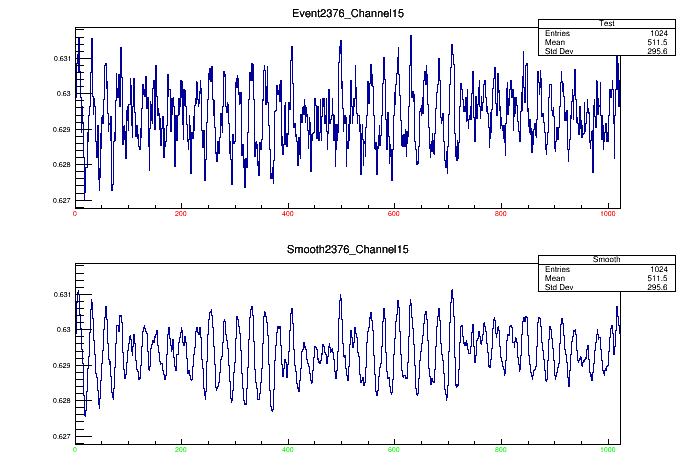 Event2376_Channel15
Test
Entries 1024
Mean 511.5
Std Dev 295.6
0.631
0.63
0.629
0.628
0.627
0 200 400 600 800 1000
Smooth2376_Channel15
Smooth
Entries 1024
Mean 511.5
Std Dev 295.6
0.631
0.63
0.629
0.628
0.627
0 200 400 600 800 1000